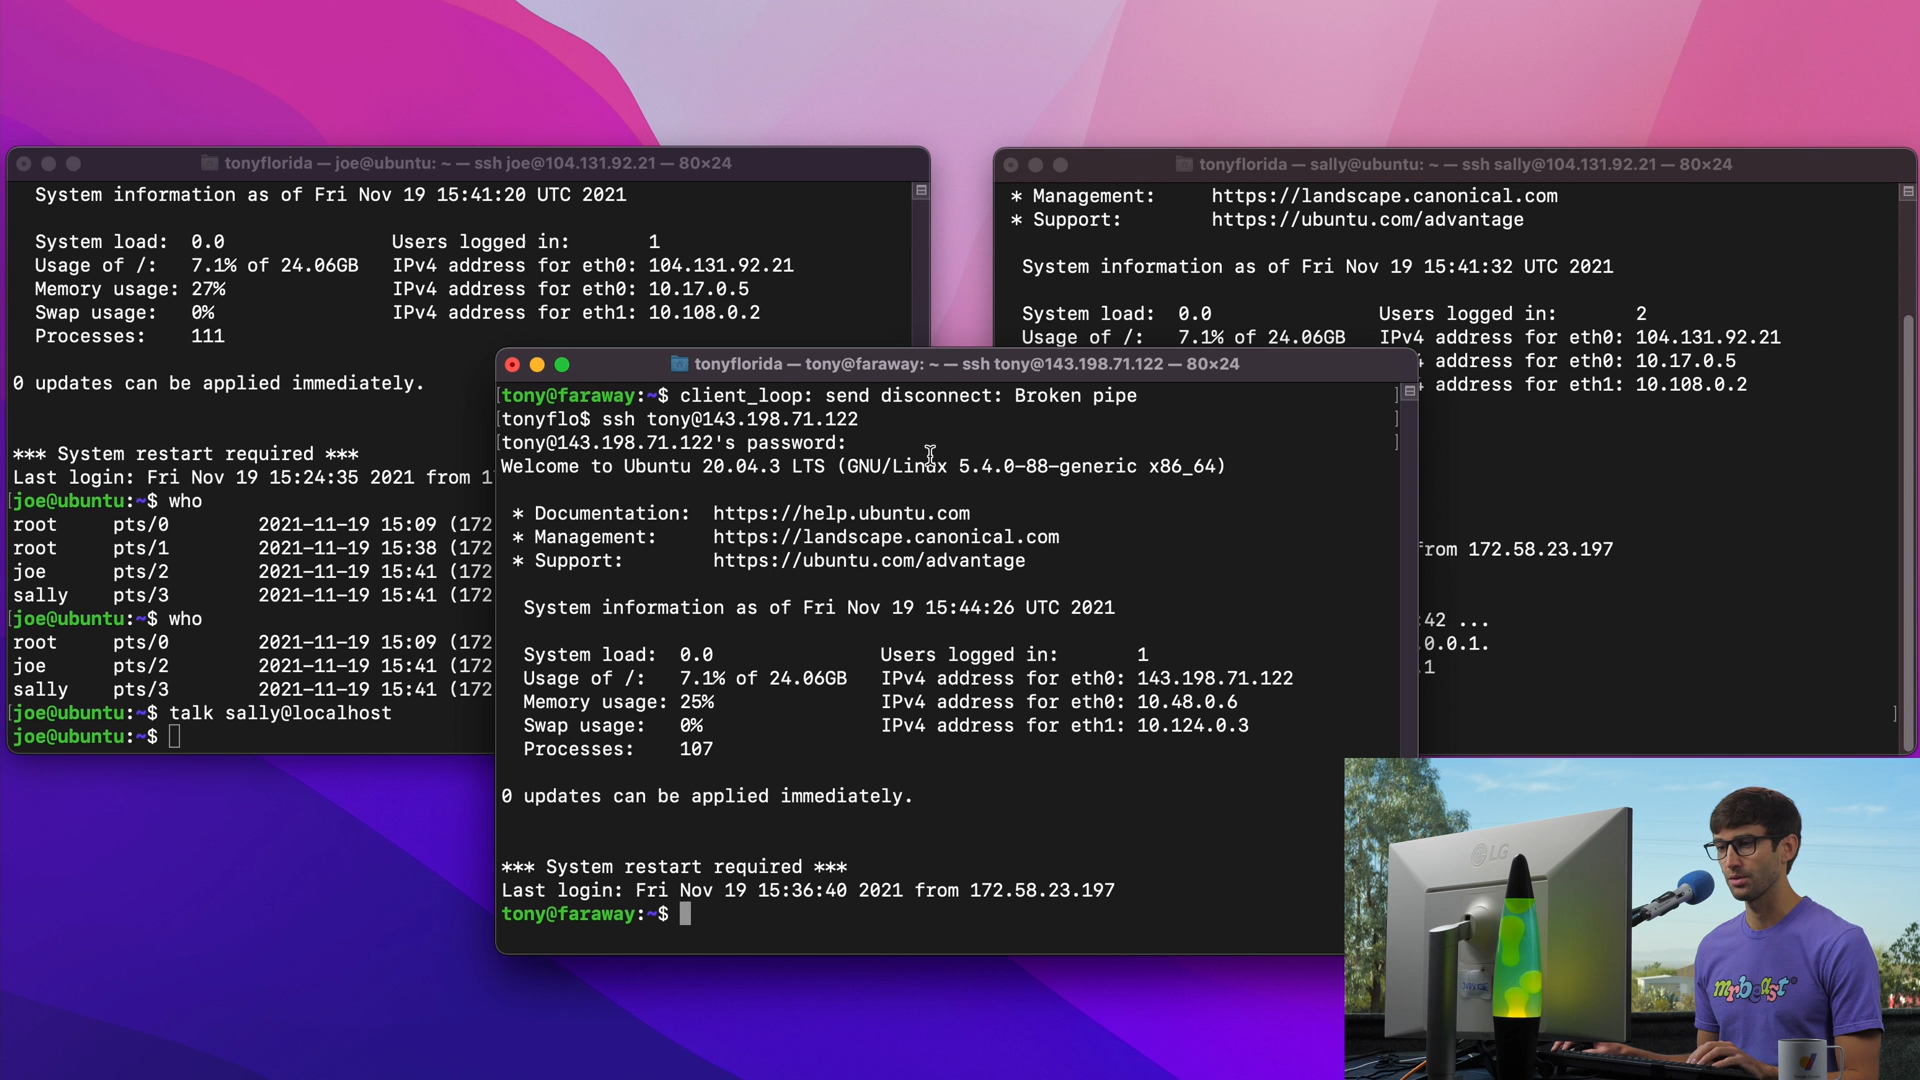 tonyflorida — joe@ubuntu: ~ — ssh joe@104.131.92.21 — 80×24
System information as of Fri Nov 19 15:41:20 UTC 2021
System load: 0.0 Users logged in: 1
Usage of /: 7.1% of 24.06GB IPv4 address for eth0: 104.131.92.21
Memory usage: 27% IPv4 address for eth0: 10.17.0.5
Swap usage: 0% IPv4 address for eth1: 10.108.0.2
Processes: 111
0 updates can be applied immediately.
*** System restart required ***
Last login: Fri Nov 19 15:24:35 2021 from 1
[joe@ubuntu:~$ who
root pts/0 2021-11-19 15:09 (172
root pts/1 2021-11-19 15:38 (172
joe pts/2 2021-11-19 15:41 (172
sally pts/3 2021-11-19 15:41 (172
[joe@ubuntu:~$ who
root pts/0 2021-11-19 15:09 (172
joe pts/2 2021-11-19 15:41 (172
sally pts/3 2021-11-19 15:41 (172
[joe@ubuntu:~$ talk sally@localhost
joe@ubuntu:~$
tonyflorida — sally@ubuntu: ~ — ssh sally@104.131.92.21 — 80×24
* Management: https://landscape.canonical.com
* Support: https://ubuntu.com/advantage
System information as of Fri Nov 19 15:41:32 UTC 2021
System load: 0.0 Users logged in: 2
Usage of /: 7.1% of 24.06GB IPv4 address for eth0: 104.131.92.21
4 address for eth0: 10.17.0.5
4 address for eth1: 10.108.0.2
from 172.58.23.197
:42 ...
.0.0.1.
.1
]
tonyflorida — tony@faraway: ~ — ssh tony@143.198.71.122 — 80×24
[tony@faraway:~$ client_loop: send disconnect: Broken pipe ]
[tonyflo$ ssh tony@143.198.71.122 ]
[tony@143.198.71.122's password: ]
Welcome to Ubuntu 20.04.3 LTS (GNU/Linux 5.4.0-88-generic x86_64)
* Documentation: https://help.ubuntu.com
* Management: https://landscape.canonical.com
* Support: https://ubuntu.com/advantage
System information as of Fri Nov 19 15:44:26 UTC 2021
System load: 0.0 Users logged in: 1
Usage of /: 7.1% of 24.06GB IPv4 address for eth0: 143.198.71.122
Memory usage: 25% IPv4 address for eth0: 10.48.0.6
Swap usage: 0% IPv4 address for eth1: 10.124.0.3
Processes: 107
0 updates can be applied immediately.
*** System restart required ***
Last login: Fri Nov 19 15:36:40 2021 from 172.58.23.197
tony@faraway:~$
LG
mrbeast